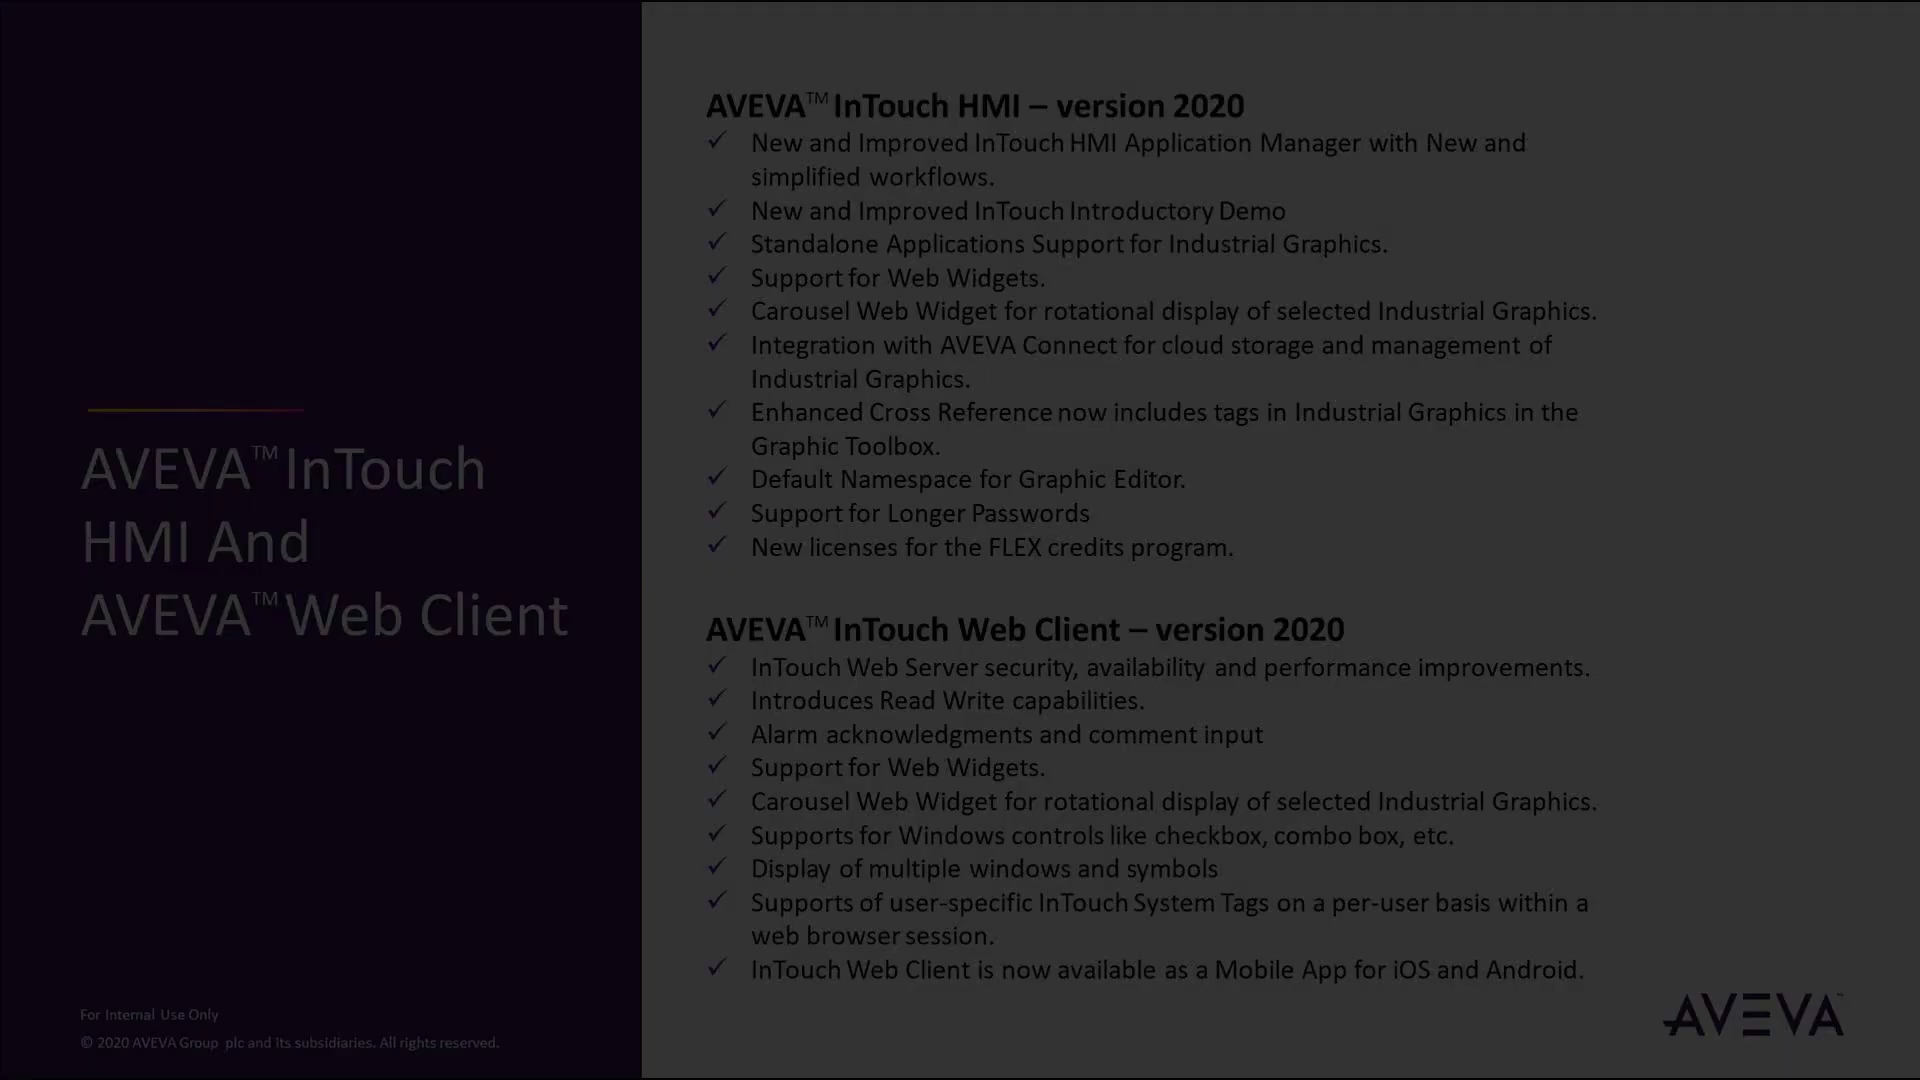 AVEVA™ InTouch
HMI And
AVEVA™ Web Client
For Internal Use Only
© 2020 AVEVA Group plc and its subsidiaries. All rights reserved.
AVEVA™ InTouch HMI – version 2020
✓ New and Improved InTouch HMI Application Manager with New and
simplified workflows.
✓ New and Improved InTouch Introductory Demo
✓ Standalone Applications Support for Industrial Graphics.
✓ Support for Web Widgets.
✓ Carousel Web Widget for rotational display of selected Industrial Graphics.
✓ Integration with AVEVA Connect for cloud storage and management of
Industrial Graphics.
✓ Enhanced Cross Reference now includes tags in Industrial Graphics in the
Graphic Toolbox.
✓ Default Namespace for Graphic Editor.
✓ Support for Longer Passwords
✓ New licenses for the FLEX credits program.
AVEVA™ InTouch Web Client – version 2020
✓ InTouch Web Server security, availability and performance improvements.
✓ Introduces Read Write capabilities.
✓ Alarm acknowledgments and comment input
✓ Support for Web Widgets.
✓ Carousel Web Widget for rotational display of selected Industrial Graphics.
✓ Supports for Windows controls like checkbox, combo box, etc.
✓ Display of multiple windows and symbols
✓ Supports of user-specific InTouch System Tags on a per-user basis within a
web browser session.
✓ InTouch Web Client is now available as a Mobile App for iOS and Android.
AVEVA™